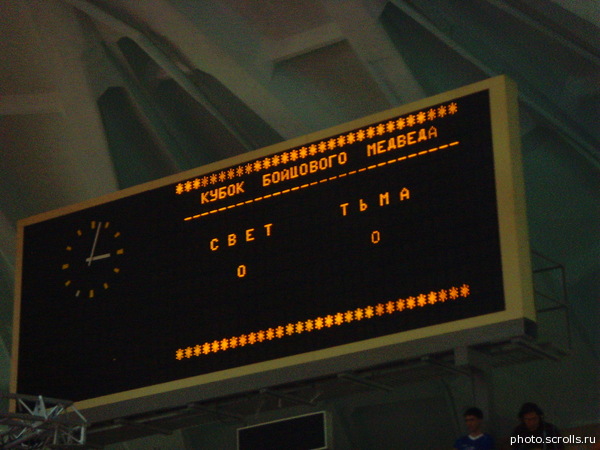 ******************************
КУБОК БОЙЦОВОГО МЕДВЕДА
------------------------------
СВЕТ ТЬМА
0 0
******************************
photo.scrolls.ru